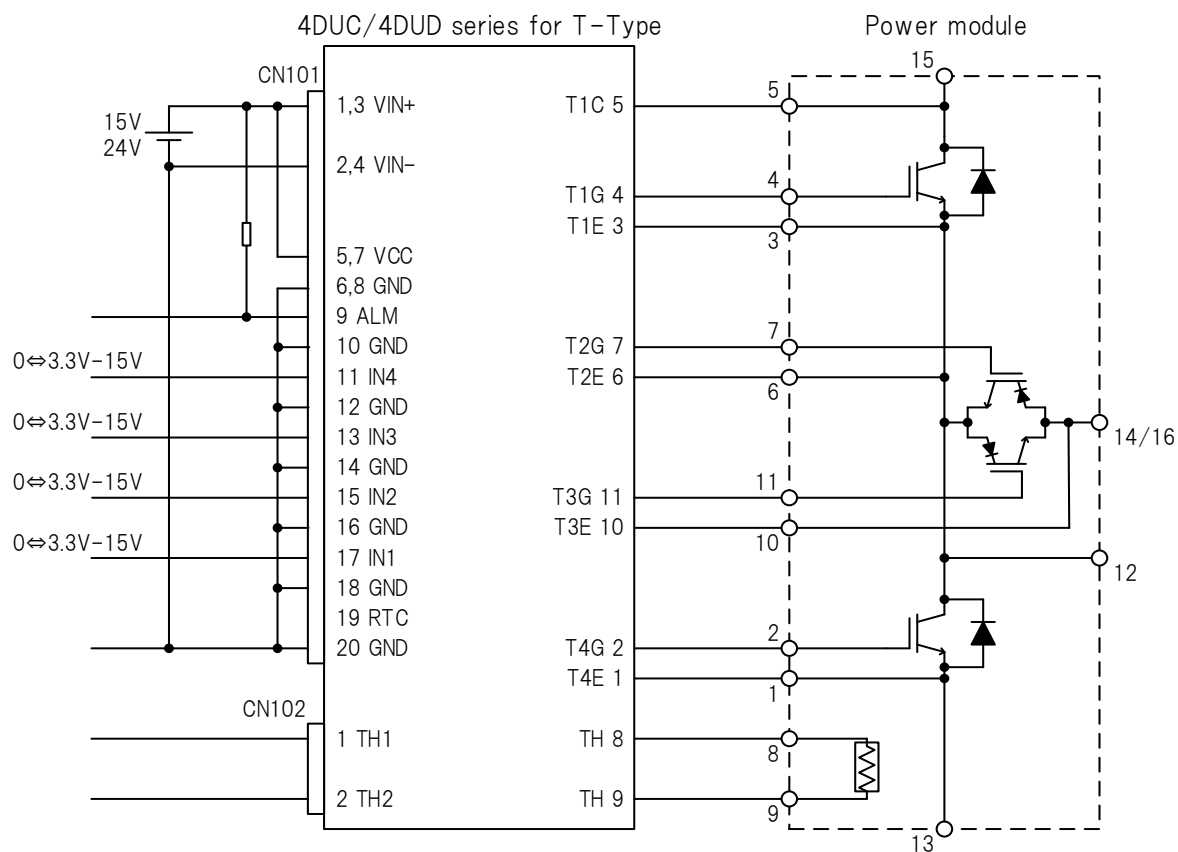 4DUC/4DUD series for T-Type
Power module
CN101
15
5
1,3 VIN+
T1C 5
15V
24V
2,4 VIN-
4
T1G 4
T1E 3
3
5,7 VCC
6,8 GND
9 ALM
7
10 GND
T2G 7
0⇔3.3V-15V
11 IN4
T2E 6
6
12 GND
0⇔3.3V-15V
13 IN3
14/16
14 GND
11
0⇔3.3V-15V
15 IN2
T3G 11
16 GND
T3E 10
10
0⇔3.3V-15V
17 IN1
12
18 GND
19 RTC
2
20 GND
T4G 2
T4E 1
1
CN102
1 TH1
TH 8
8
2 TH2
TH 9
9
13